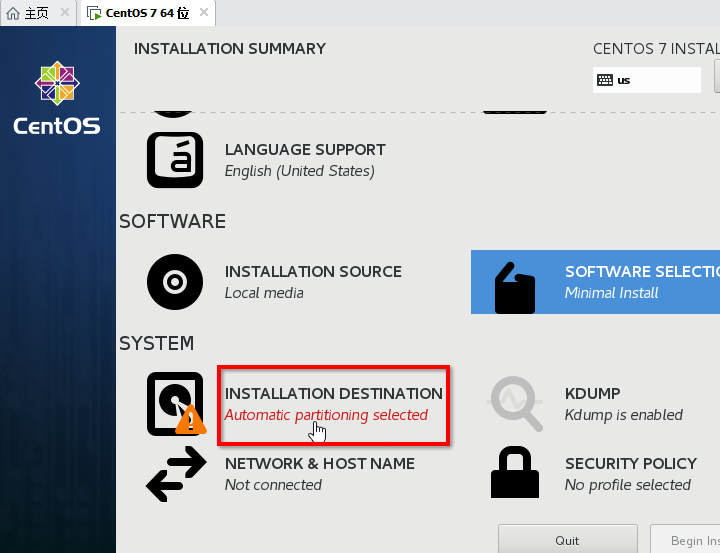 主页
CentOS 7 64 位
INSTALLATION SUMMARY
CENTOS 7 INSTAL
us
CentOS
á
LANGUAGE SUPPORT
English (United States)
SOFTWARE
INSTALLATION SOURCE
Local media
SOFTWARE SELECTIO
Minimal Install
SYSTEM
INSTALLATION DESTINATION
Automatic partitioning selected
KDUMP
Kdump is enabled
NETWORK & HOST NAME
Not connected
SECURITY POLICY
No profile selected
Quit
Begin Ins